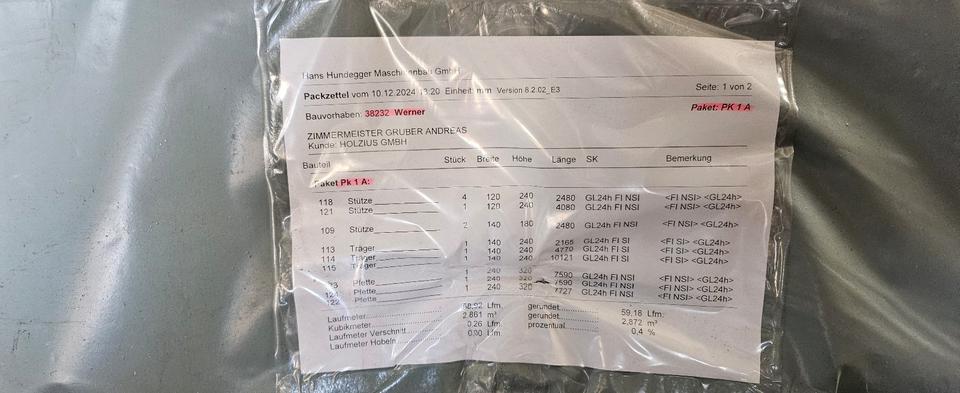 Hans Hundegger Maschinenbau GmbH
Packzettel vom 10.12.2024 13:20 Einheit: mm Version 8.2.02_E3 Seite: 1 von 2
Bauvorhaben: 38232 Werner Paket: PK 1 A
ZIMMERMEISTER GRUBER ANDREAS
Kunde: HOLZIUS GMBH
Bauteil Stück Breite Höhe Länge SK Bemerkung
Paket Pk 1 A:
118 Stütze 4 120 240 2480 GL24h FI NSI <FI NSI> <GL24h>
121 Stütze 1 120 240 4080 GL24h FI NSI <FI NSI> <GL24h>
109 Stütze 2 140 180 2480 GL24h FI NSI <FI NSI> <GL24h>
113 Träger 1 140 240 2165 GL24h FI SI <FI SI> <GL24h>
114 Träger 1 140 240 4770 GL24h FI SI <FI SI> <GL24h>
115 Träger 1 140 240 10121 GL24h FI SI <FI SI> <GL24h>
Pfette 1 240 320 7590 GL24h FI NSI <FI NSI> <GL24h>
Pfette 1 240 320 7590 GL24h FI NSI <FI NSI> <GL24h>
122 Pfette 1 240 320 7727 GL24h FI NSI <FI NSI> <GL24h>
Laufmeter Lfm. gerundet 59,18 Lfm.
Kubikmeter 2,861 m³ gerundet 2,872 m³
Laufmeter Verschnitt 0,26 Lfm. prozentual 0,4 %
Laufmeter Hobeln 0,00 Lfm.